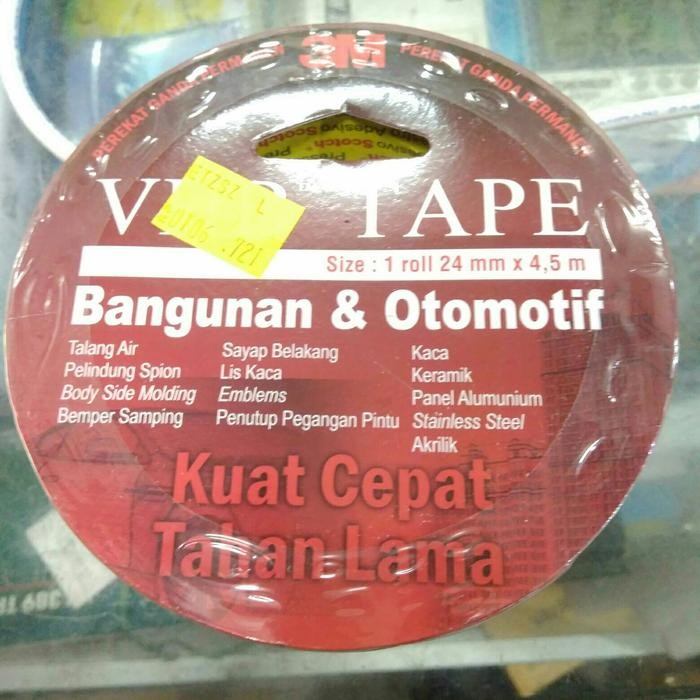 3M
PEREKAT GANDA PERMANEN
PEREKAT GANDA PERMANEN
TAPE
Size : 1 roll 24 mm x 4,5 m
Bangunan & Otomotif
Talang Air
Pelindung Spion
Body Side Molding
Bemper Samping
Sayap Belakang
Lis Kaca
Emblems
Penutup Pegangan Pintu
Kaca
Keramik
Panel Alumunium
Stainless Steel
Akrilik
Kuat Cepat
Tahan Lama